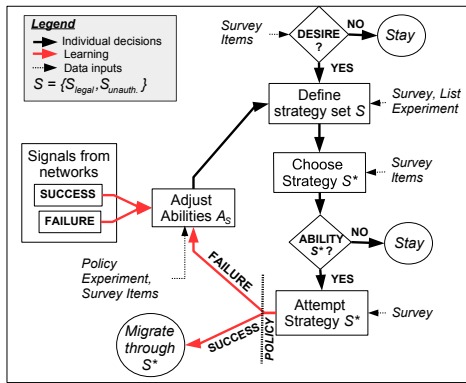 Legend
Individual decisions
Learning
Data inputs
S = {S legal, S unauth. }
Survey
Items
DESIRE
?
NO
Stay
YES
Define
strategy set S
Survey, List
Experiment
Choose
Strategy S*
Survey
Items
Signals from
networks
SUCCESS
FAILURE
Adjust
Abilities As
ABILITY
S* ?
NO
Stay
YES
Policy
Experiment,
Survey Items
FAILURE
Attempt
Strategy S*
Survey
POLICY
SUCCESS
Migrate
through
S*